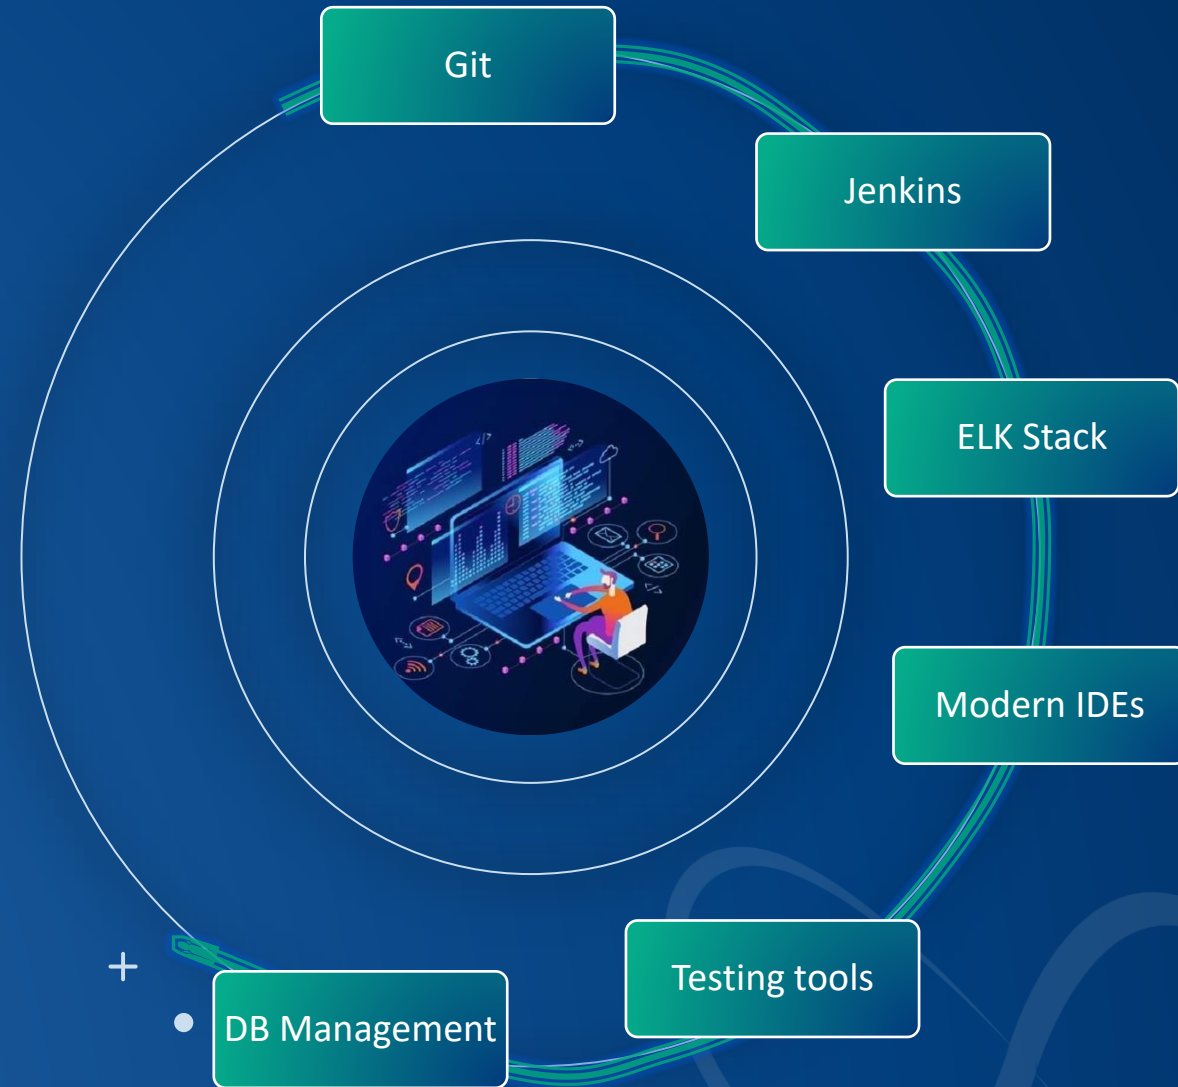 Git
Jenkins
ELK Stack
Modern IDEs
Testing tools
DB Management